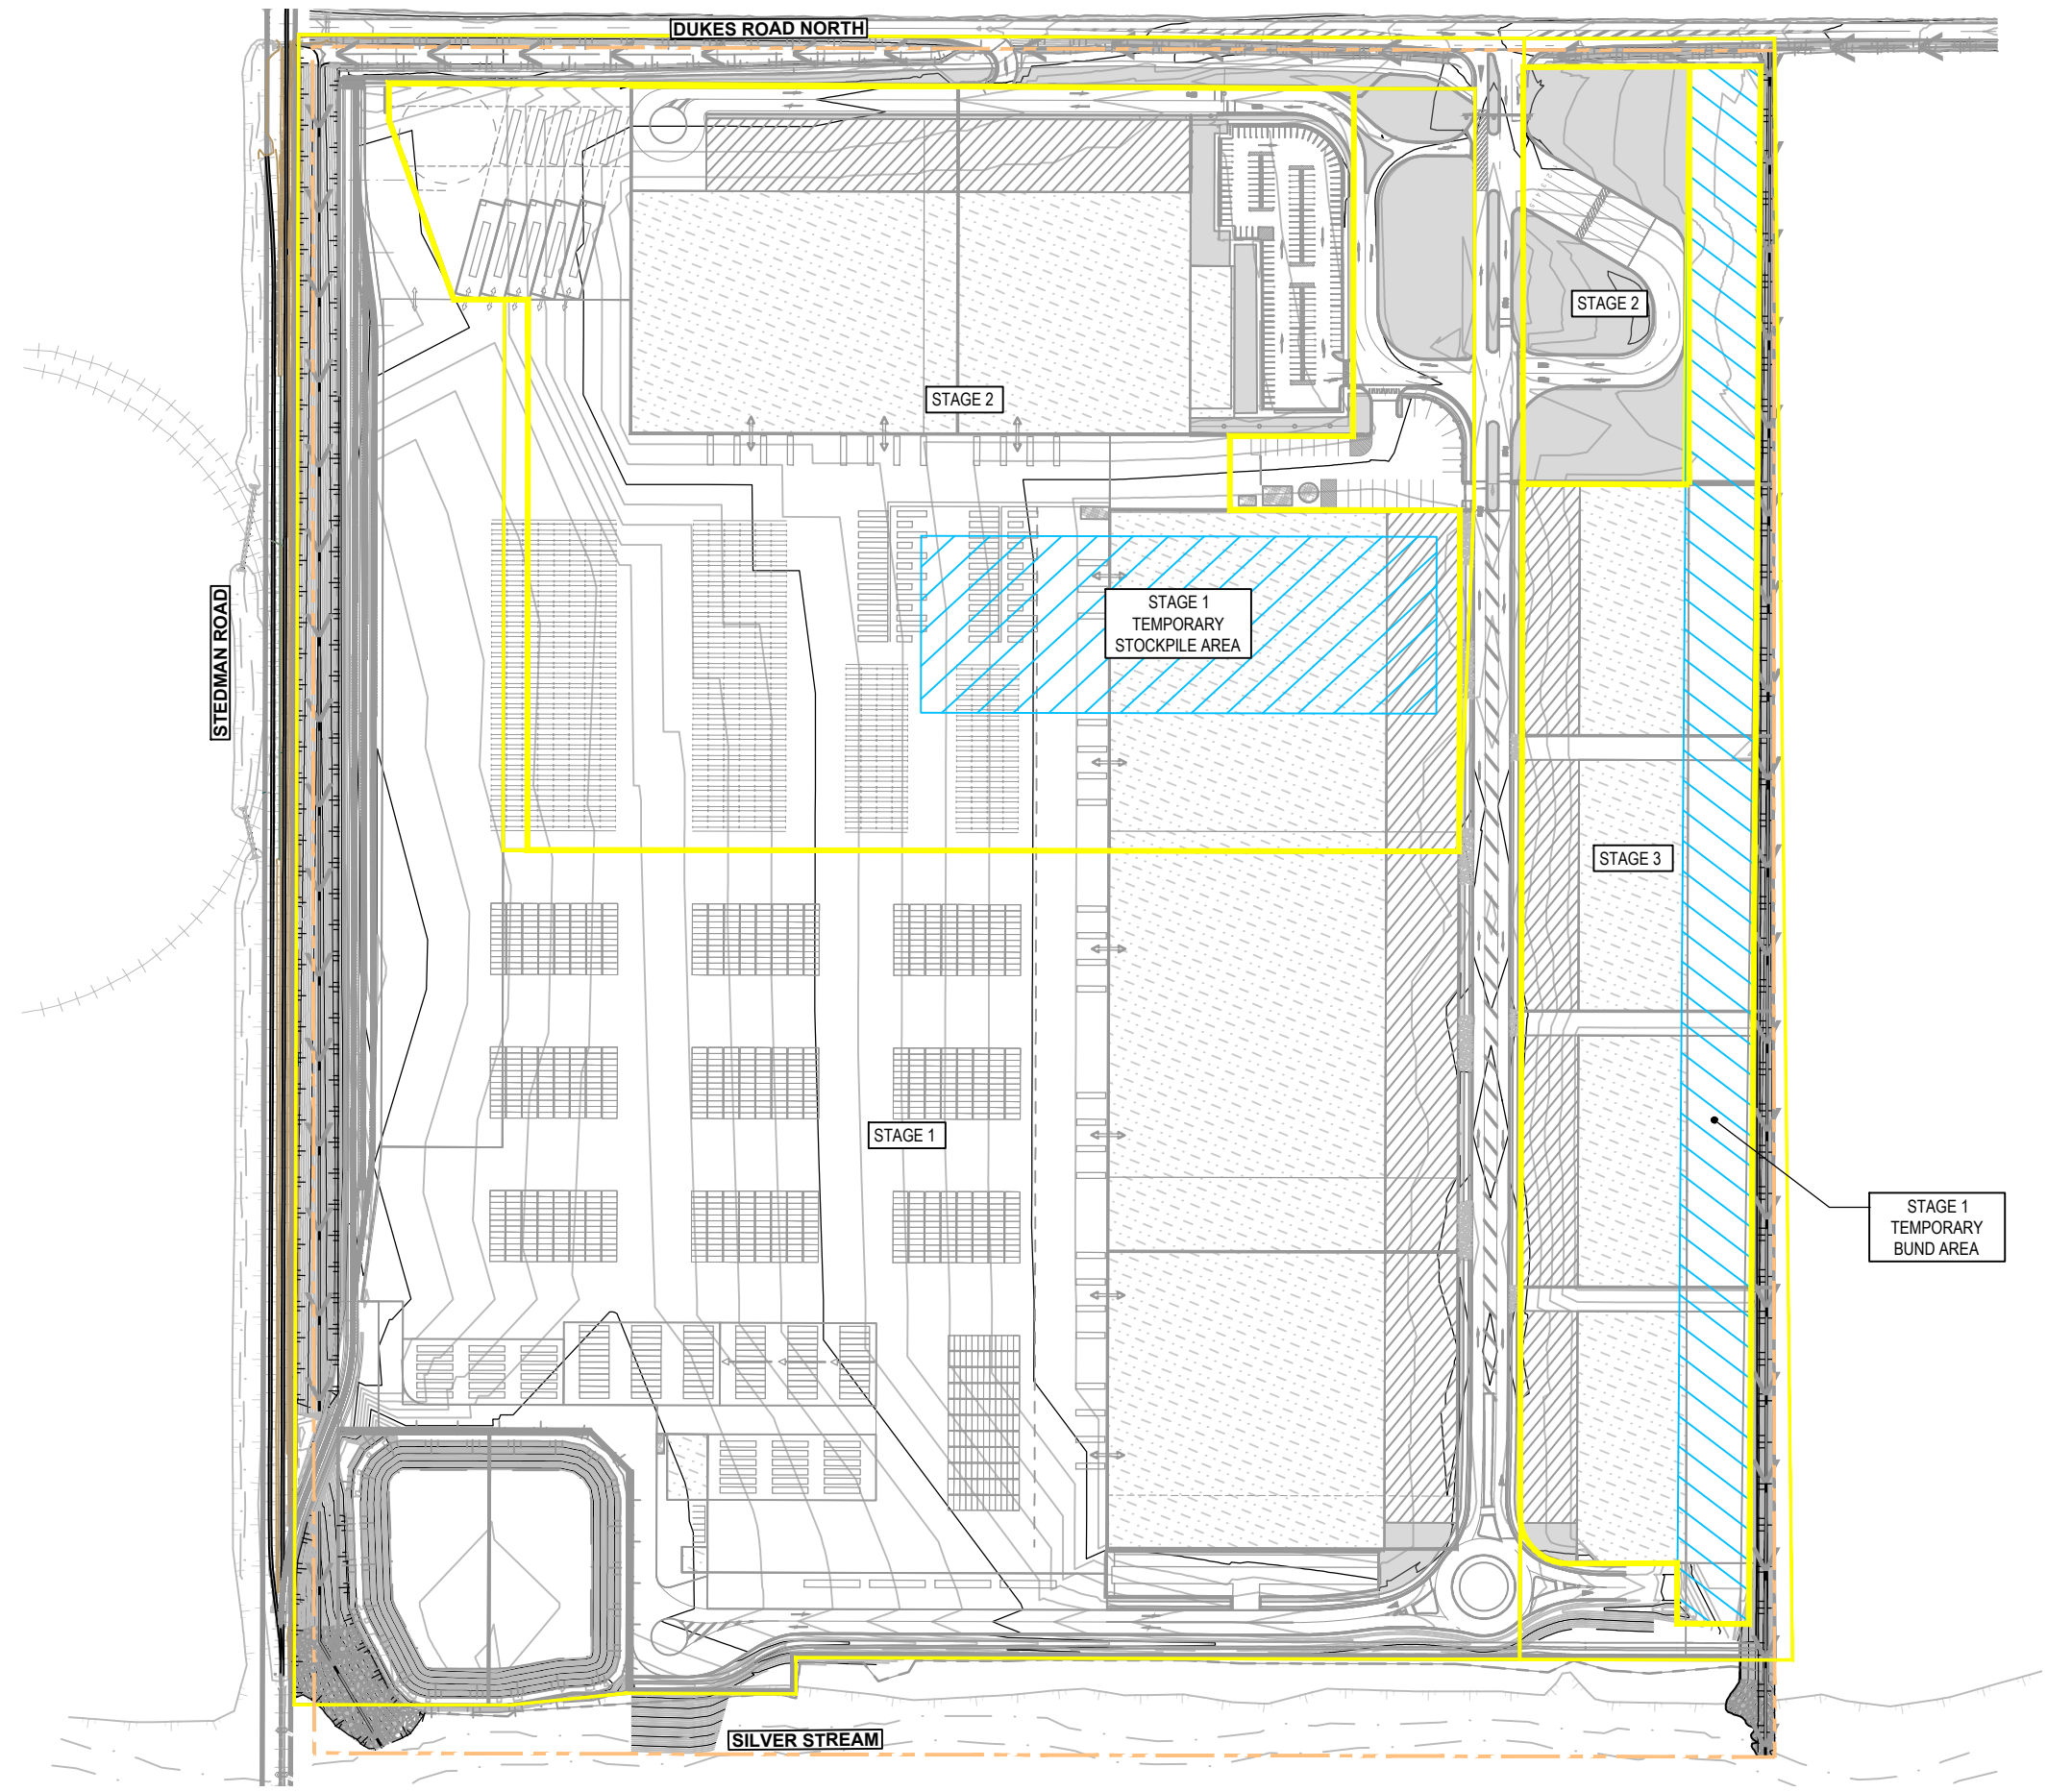 DUKES ROAD NORTH
STAGE 2
STAGE 2
STAGE 1
TEMPORARY
STOCKPILE AREA
STEDMAN ROAD
STAGE 3
STAGE 1
STAGE 1
TEMPORARY
BUND AREA
SILVER STREAM